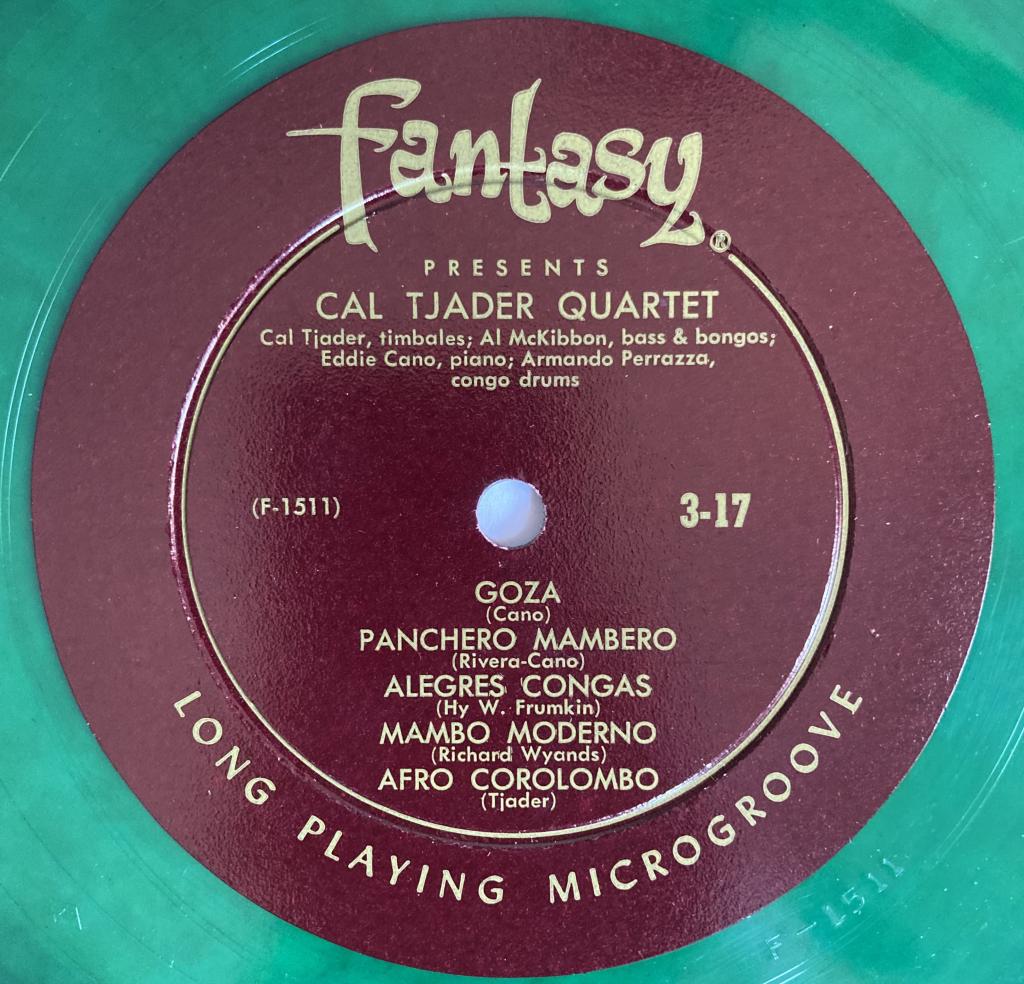 fantasy®
PRESENTS
CAL TJADER QUARTET
Cal Tjader, timbales; Al McKibbon, bass & bongos;
Eddie Cano, piano; Armando Perrazza,
congo drums
(F-1511)
3-17
GOZA
(Cano)
PANCHERO MAMBERO
(Rivera-Cano)
ALEGRES CONGAS
(Hy W. Frumkin)
MAMBO MODERNO
(Richard Wyands)
AFRO COROLOMBO
(Tjader)
LONG PLAYING MICROGROOVE
F-1511